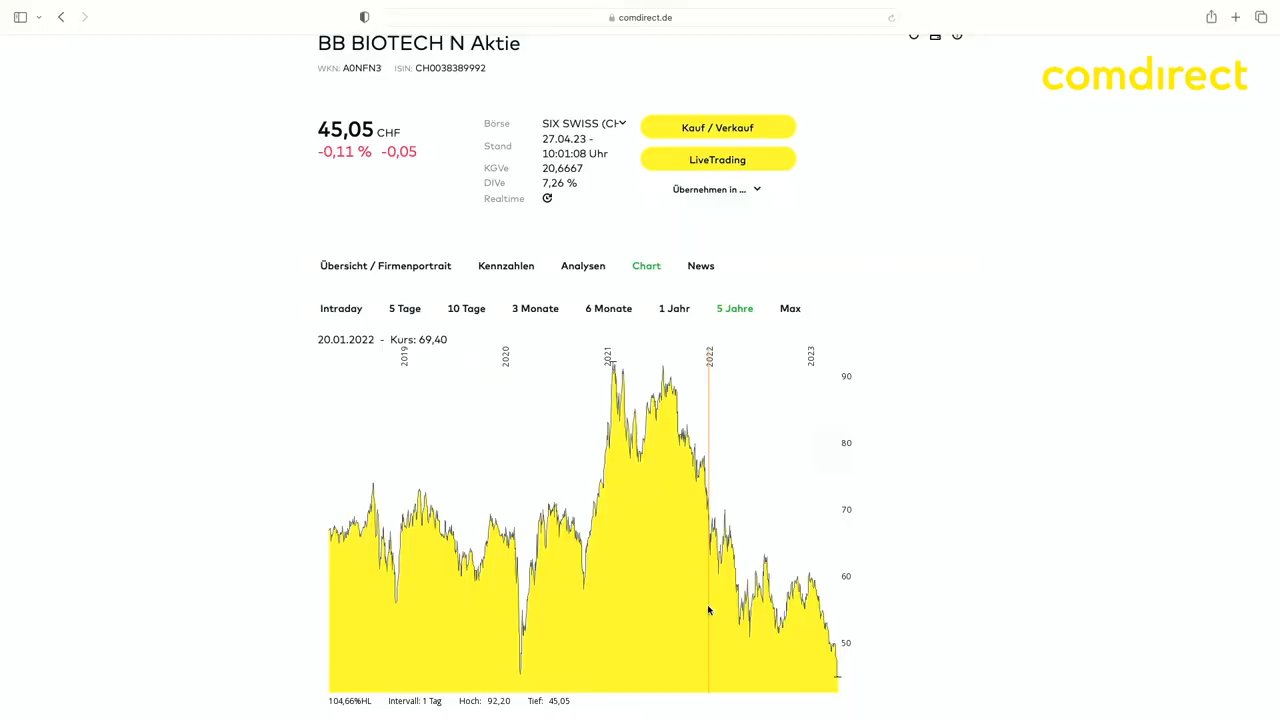 comdirect.de
BB BIOTECH N Aktie
WKN: A0NFN3 ISIN: CH0038389992
comdirect
45,05 CHF
-0,11 % -0,05
Börse SIX SWISS (CH
Stand 27.04.23 -
10:01:08 Uhr
KGVe 20,6667
DIVe 7,26 %
Realtime
Kauf / Verkauf
LiveTrading
Übernehmen in ...
Übersicht / Firmenportrait Kennzahlen Analysen Chart News
Intraday 5 Tage 10 Tage 3 Monate 6 Monate 1 Jahr 5 Jahre Max
20.01.2022 - Kurs: 69,40
2019 2020 2021 2022 2023
90
80
70
60
50
104,66%HL Intervall: 1 Tag Hoch: 92,20 Tief: 45,05